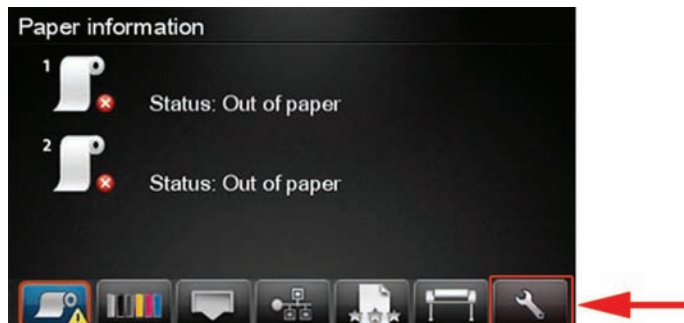 Paper information
1
Status: Out of paper
2
Status: Out of paper